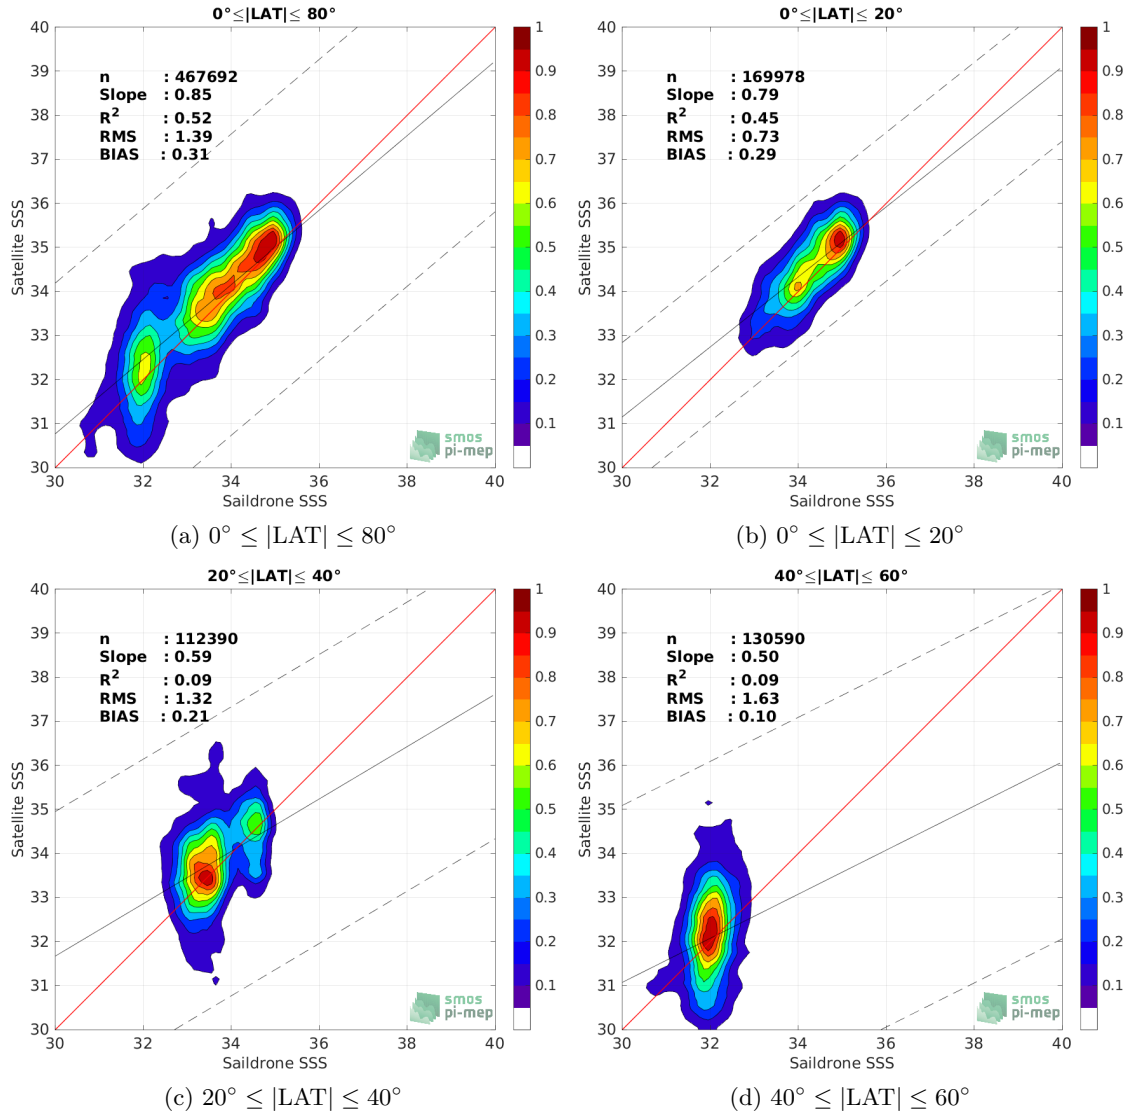 0°≤|LAT|≤ 80°
40
39
38
37
36
35
34
33
32
31
30
Satellite SSS
n : 467692
Slope : 0.85
R² : 0.52
RMS : 1.39
BIAS : 0.31
smos
pi-mep
30 32 34 36 38 40
Saildrone SSS
1
0.9
0.8
0.7
0.6
0.5
0.4
0.3
0.2
0.1
(a) 0° ≤ |LAT| ≤ 80°
0°≤|LAT|≤ 20°
40
39
38
37
36
35
34
33
32
31
30
Satellite SSS
n : 169978
Slope : 0.79
R² : 0.45
RMS : 0.73
BIAS : 0.29
smos
pi-mep
30 32 34 36 38 40
Saildrone SSS
1
0.9
0.8
0.7
0.6
0.5
0.4
0.3
0.2
0.1
(b) 0° ≤ |LAT| ≤ 20°
20°≤|LAT|≤ 40°
40
39
38
37
36
35
34
33
32
31
30
Satellite SSS
n : 112390
Slope : 0.59
R² : 0.09
RMS : 1.32
BIAS : 0.21
smos
pi-mep
30 32 34 36 38 40
Saildrone SSS
1
0.9
0.8
0.7
0.6
0.5
0.4
0.3
0.2
0.1
(c) 20° ≤ |LAT| ≤ 40°
40°≤|LAT|≤ 60°
40
39
38
37
36
35
34
33
32
31
30
Satellite SSS
n : 130590
Slope : 0.50
R² : 0.09
RMS : 1.63
BIAS : 0.10
smos
pi-mep
30 32 34 36 38 40
Saildrone SSS
1
0.9
0.8
0.7
0.6
0.5
0.4
0.3
0.2
0.1
(d) 40° ≤ |LAT| ≤ 60°